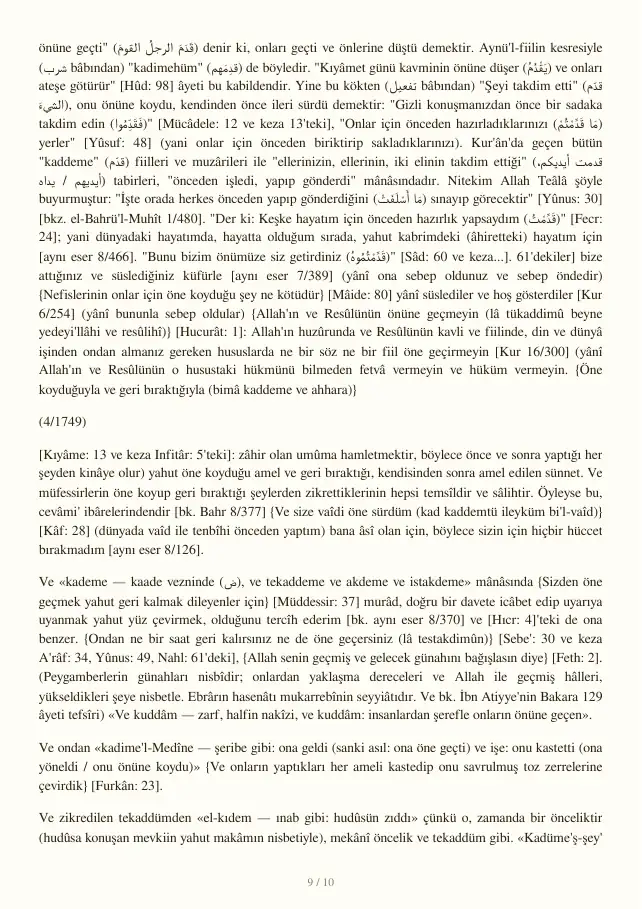 önüne geçti" (قَدَمَ الرجلُ القومَ) denir ki, onları geçti ve önlerine düştü demektir. Aynü'l-fiilin kesresiyle
(شرب bâbından) "kadimehüm" (قدِمَهم) de böyledir. "Kıyâmet günü kavminin önüne düşer (يَقْدُمُ) ve onları
ateşe götürür" [Hûd: 98] âyeti bu kabildendir. Yine bu kökten (تفعيل bâbından) "Şeyi takdim etti" (قدّم
الشيءَ), onu önüne koydu, kendinden önce ileri sürdü demektir: "Gizli konuşmanızdan önce bir sadaka
takdim edin (فَقَدِّمُوا)" [Mücâdele: 12 ve keza 13'teki], "Onlar için önceden hazırladıklarınızı (مَا قَدَّمْتُمْ)
yerler" [Yûsuf: 48] (yani onlar için önceden biriktirip sakladıklarınızı). Kur'ân'da geçen bütün
"kaddeme" (قدّم) fiilleri ve muzârileri ile "ellerinizin, ellerinin, iki elinin takdim ettiği" (قدمت أيديكم،
أيديهم / يداه) tabirleri, "önceden işledi, yapıp gönderdi" mânâsındadır. Nitekim Allah Teâlâ şöyle
buyurmuştur: "İşte orada herkes önceden yapıp gönderdiğini (مَا أَسْلَفَتْ) sınayıp görecektir" [Yûnus: 30]
[bkz. el-Bahrü'l-Muhît 1/480]. "Der ki: Keşke hayatım için önceden hazırlık yapsaydım (قَدَّمْتُ)" [Fecr:
24]; yani dünyadaki hayatımda, hayatta olduğum sırada, yahut kabrimdeki (âhiretteki) hayatım için
[aynı eser 8/466]. "Bunu bizim önümüze siz getirdiniz (قَدَّمْتُمُوهُ)" [Sâd: 60 ve keza...]. 61'dekiler] bize
attığınız ve süslediğiniz küfürle [aynı eser 7/389] (yânî ona sebep oldunuz ve sebep öndedir)
{Nefislerinin onlar için öne koyduğu şey ne kötüdür} [Mâide: 80] yânî süslediler ve hoş gösterdiler [Kur
6/254] (yânî bununla sebep oldular) {Allah'ın ve Resûlünün önüne geçmeyin (lâ tükaddimû beyne
yedeyi'llâhi ve resûlihî)} [Hucurât: 1]: Allah'ın huzûrunda ve Resûlünün kavli ve fiilinde, din ve dünyâ
işinden ondan almanız gereken hususlarda ne bir söz ne bir fiil öne geçirmeyin [Kur 16/300] (yânî
Allah'ın ve Resûlünün o husustaki hükmünü bilmeden fetvâ vermeyin ve hüküm vermeyin. {Öne
koyduğuyla ve geri bıraktığıyla (bimâ kaddeme ve ahhara)}
(4/1749)
[Kıyâme: 13 ve keza İnfitâr: 5'teki]: zâhir olan umûma hamletmektir, böylece önce ve sonra yaptığı her
şeyden kinâye olur) yahut öne koyduğu amel ve geri bıraktığı, kendisinden sonra amel edilen sünnet. Ve
müfessirlerin öne koyup geri bıraktığı şeylerden zikrettiklerinin hepsi temsîldir ve sâlihtir. Öyleyse bu,
cevâmi' ibârelerindendir [bk. Bahr 8/377] {Ve size vaîdi öne sürdüm (kad kaddemtü ileyküm bi'l-vaîd)}
[Kâf: 28] (dünyada vaîd ile tenbîhi önceden yaptım) bana âsî olan için, böylece sizin için hiçbir hüccet
bırakmadım [aynı eser 8/126].
Ve «kademe — kaade vezninde (ض), ve tekaddeme ve akdeme ve istakdeme» mânâsında {Sizden öne
geçmek yahut geri kalmak dileyenler için} [Müddessir: 37] murâd, doğru bir davete icâbet edip uyarıya
uyanmak yahut yüz çevirmek, olduğunu tercîh ederim [bk. aynı eser 8/370] ve [Hıcr: 4]'teki de ona
benzer. {Ondan ne bir saat geri kalırsınız ne de öne geçersiniz (lâ testakdimûn)} [Sebe': 30 ve keza
A'râf: 34, Yûnus: 49, Nahl: 61'deki], {Allah senin geçmiş ve gelecek günahını bağışlasın diye} [Feth: 2].
(Peygamberlerin günahları nisbîdir; onlardan yaklaşma dereceleri ve Allah ile geçmiş hâlleri,
yükseldikleri şeye nisbetle. Ebrârın hasenâtı mukarrebînin seyyiâtıdır. Ve bk. İbn Atiyye'nin Bakara 129
âyeti tefsîri) «Ve kuddâm — zarf, halfin nakîzi, ve kuddâm: insanlardan şerefle onların önüne geçen».
Ve ondan «kadime'l-Medîne — şeribe gibi: ona geldi (sanki asıl: ona öne geçti) ve işe: onu kastetti (ona
yöneldi / onu önüne koydu)» {Ve onların yaptıkları her ameli kastedip onu savrulmuş toz zerrelerine
çevirdik} [Furkân: 23].
Ve zikredilen tekaddümden «el-kıdem — ınab gibi: hudûsün zıddı» çünkü o, zamanda bir önceliktir
(hudûsa konuşan mevkiin yahut makâmın nisbetiyle), mekânî öncelik ve tekaddüm gibi. «Kadüme'ş-şey'
9 / 10